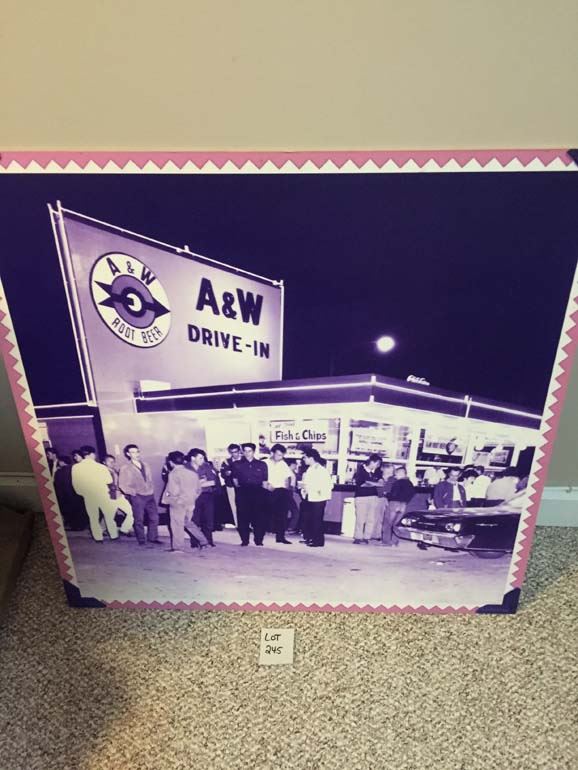 A & W
ROOT BEER
A&W
DRIVE-IN
Fish & Chips
LOT
245